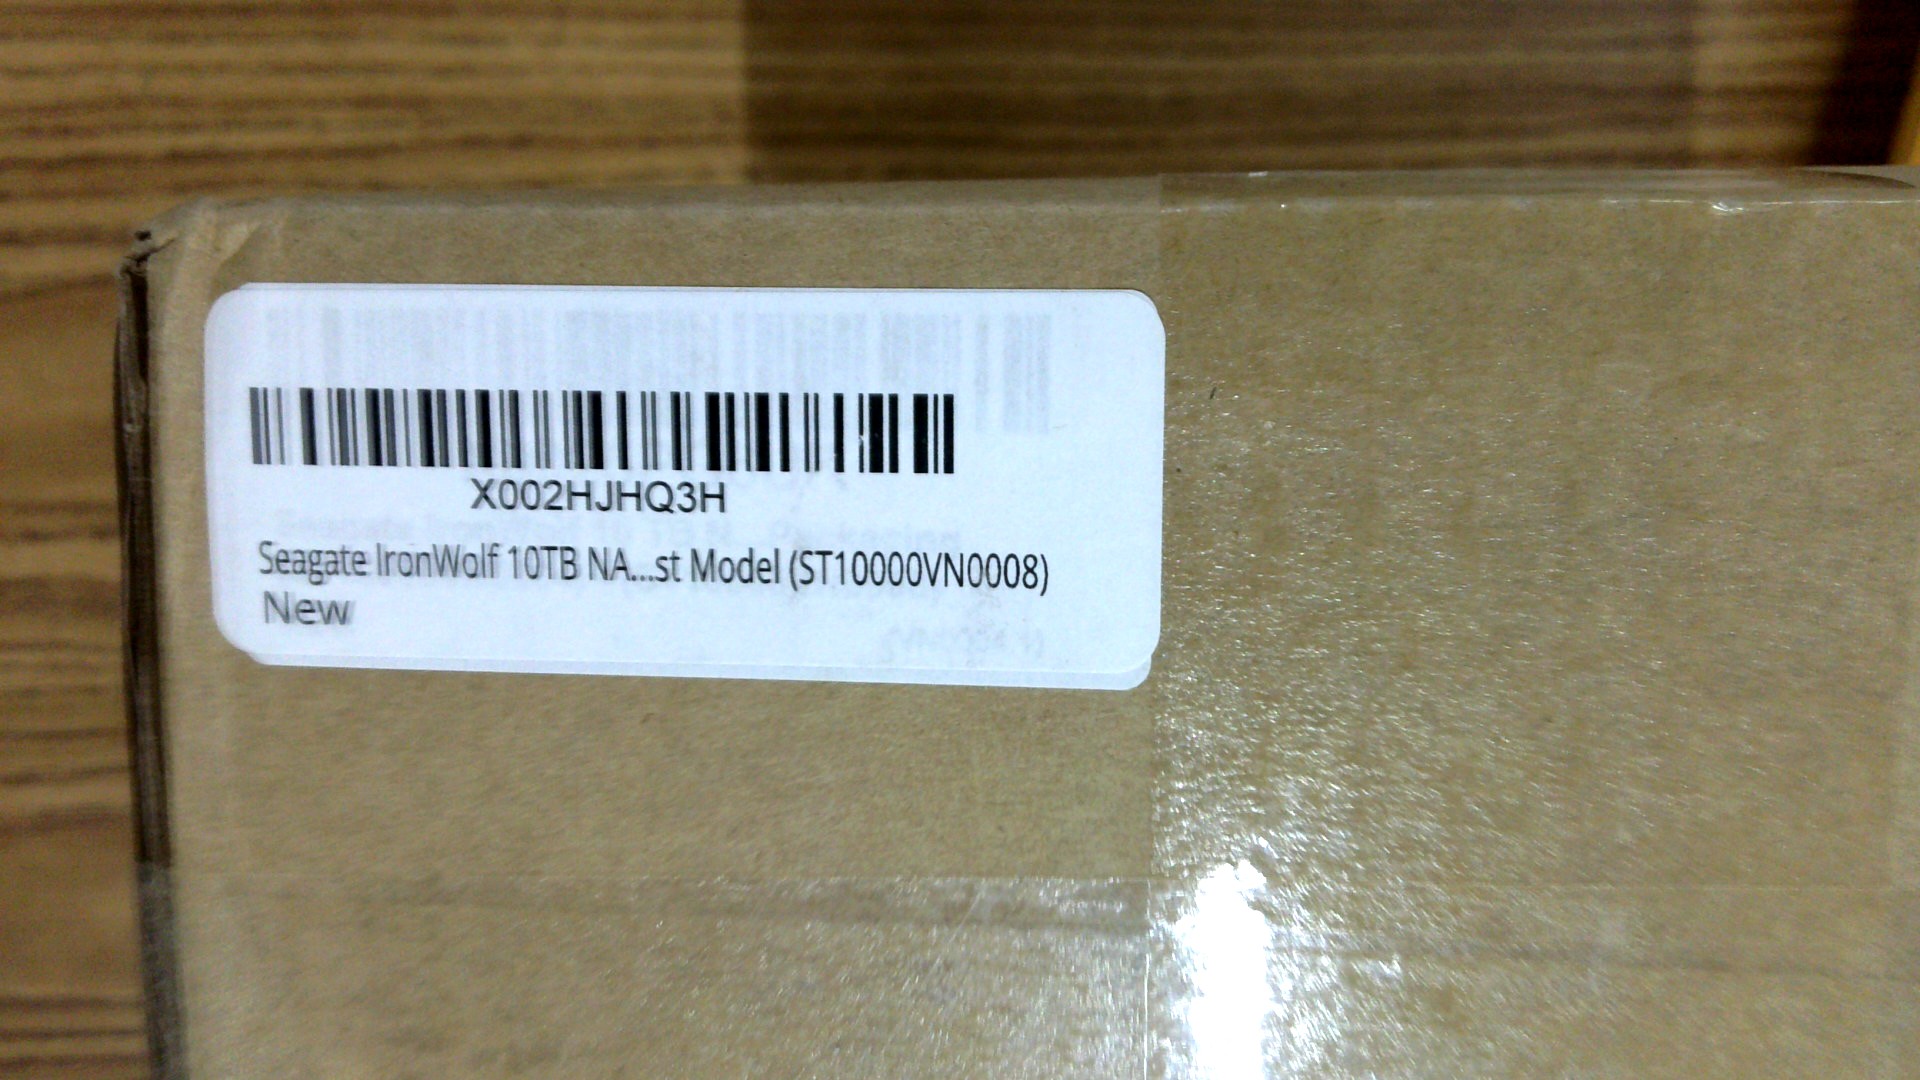 X002HJHQ3H
Seagate IronWolf 10TB NA...st Model (ST10000VN0008)
New